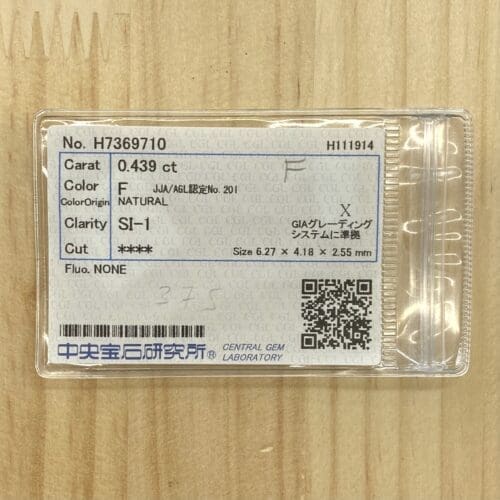 No. H7369710 H111914
Carat 0.439 ct F
Color F JJA/AGL認定No. 201
ColorOrigin NATURAL
Clarity SI-1 X
GIAグレーディング
システムに準拠
Cut **** Size 6.27 × 4.18 × 2.55 mm
Fluo. NONE
375
中央宝石研究所® CENTRAL GEM
LABORATORY